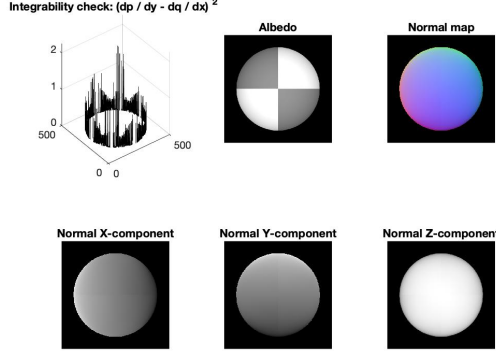 Integrability check: (dp / dy - dq / dx) ²
2
1
0
500
0 0
500
Albedo
Normal map
Normal X-component
Normal Y-component
Normal Z-componen